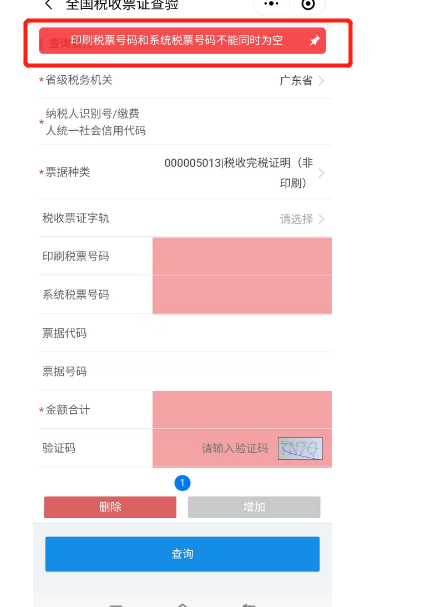 全国税收票证查验
印刷税票号码和系统税票号码不能同时为空
*省级税务机关 广东省
*纳税人识别号/缴费
人统一社会信用代码
*票据种类 000005013|税收完税证明（非
印刷）
税收票证字轨 请选择
印刷税票号码
系统税票号码
票据代码
票据号码
*金额合计
验证码 请输入验证码
1
删除 增加
查询